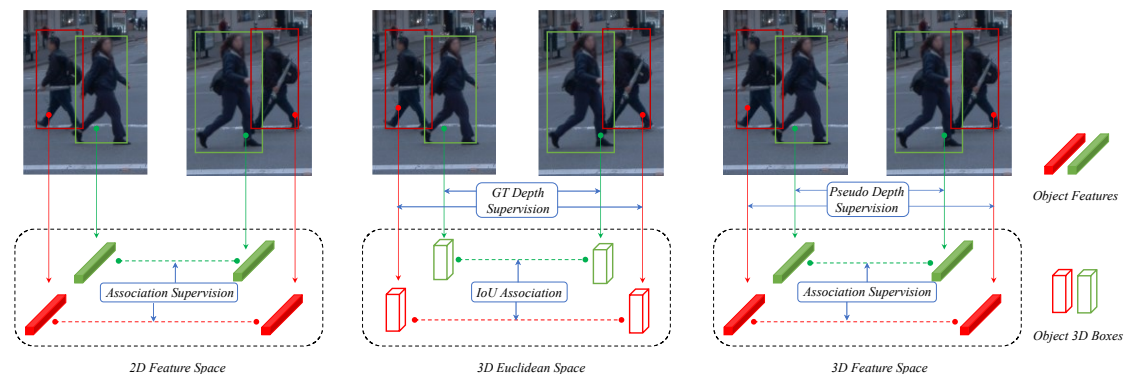 GT Depth
Supervision
Pseudo Depth
Supervision
Object Features
Association Supervision
IoU Association
Association Supervision
Object 3D Boxes
2D Feature Space
3D Euclidean Space
3D Feature Space